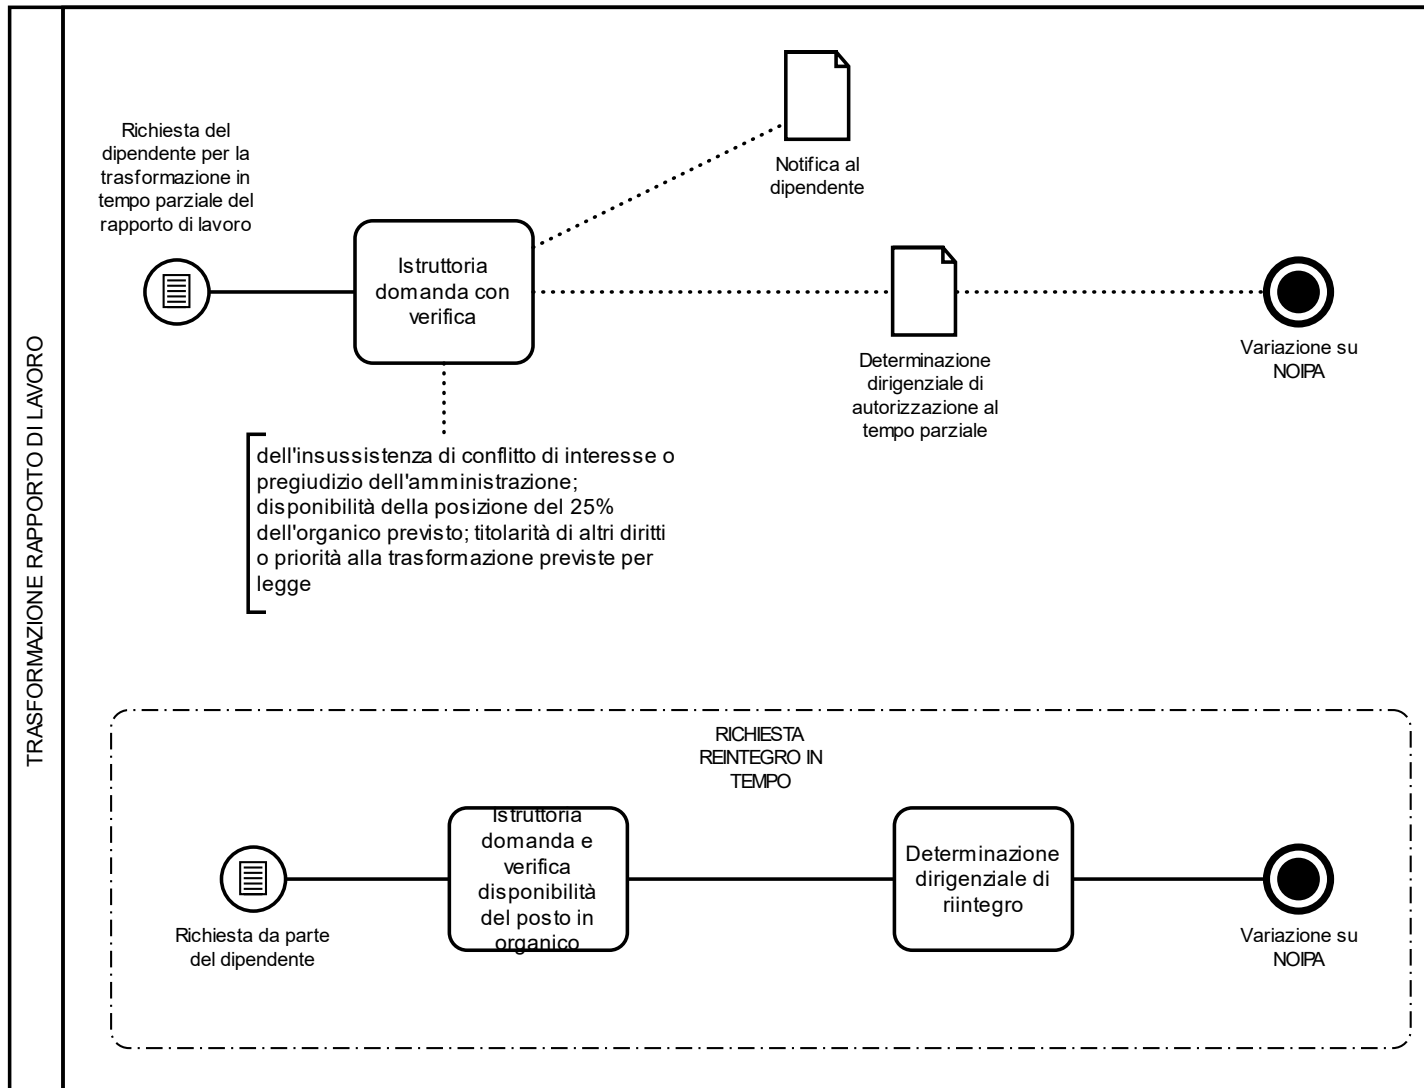 TRASFORMAZIONE RAPPORTO DI LAVORO
Richiesta del
dipendente per la
trasformazione in
tempo parziale del
rapporto di lavoro
Istruttoria
domanda con
verifica
Notifica al
dipendente
Determinazione
dirigenziale di
autorizzazione al
tempo parziale
Variazione su
NOIPA
dell'insussistenza di conflitto di interesse o
pregiudizio dell'amministrazione;
disponibilità della posizione del 25%
dell'organico previsto; titolarità di altri diritti
o priorità alla trasformazione previste per
legge
RICHIESTA
REINTEGRO IN
TEMPO
Richiesta da parte
del dipendente
Istruttoria
domanda e
verifica
disponibilità
del posto in
organico
Determinazione
dirigenziale di
riintegro
Variazione su
NOIPA